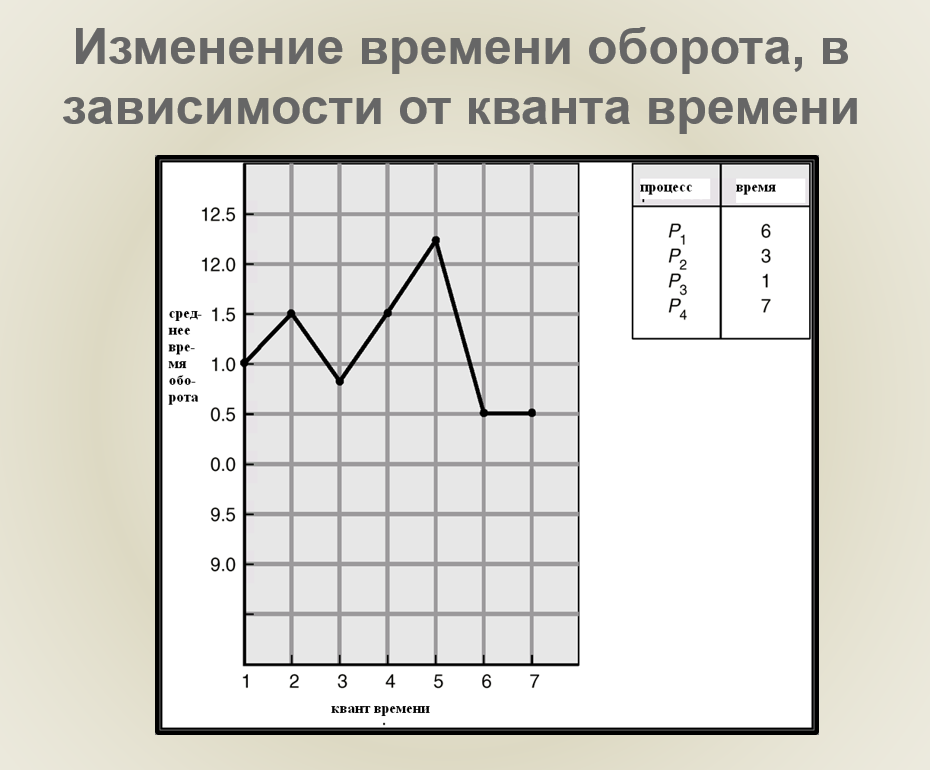 Изменение времени оборота, в
зависимости от кванта времени
12.5
12.0
1.5
1.0
0.5
0.0
9.5
9.0
сред-
нее
вре-
мя
обо-
рота
1 2 3 4 5 6 7
квант времени
процесс время
P1 6
P2 3
P3 1
P4 7